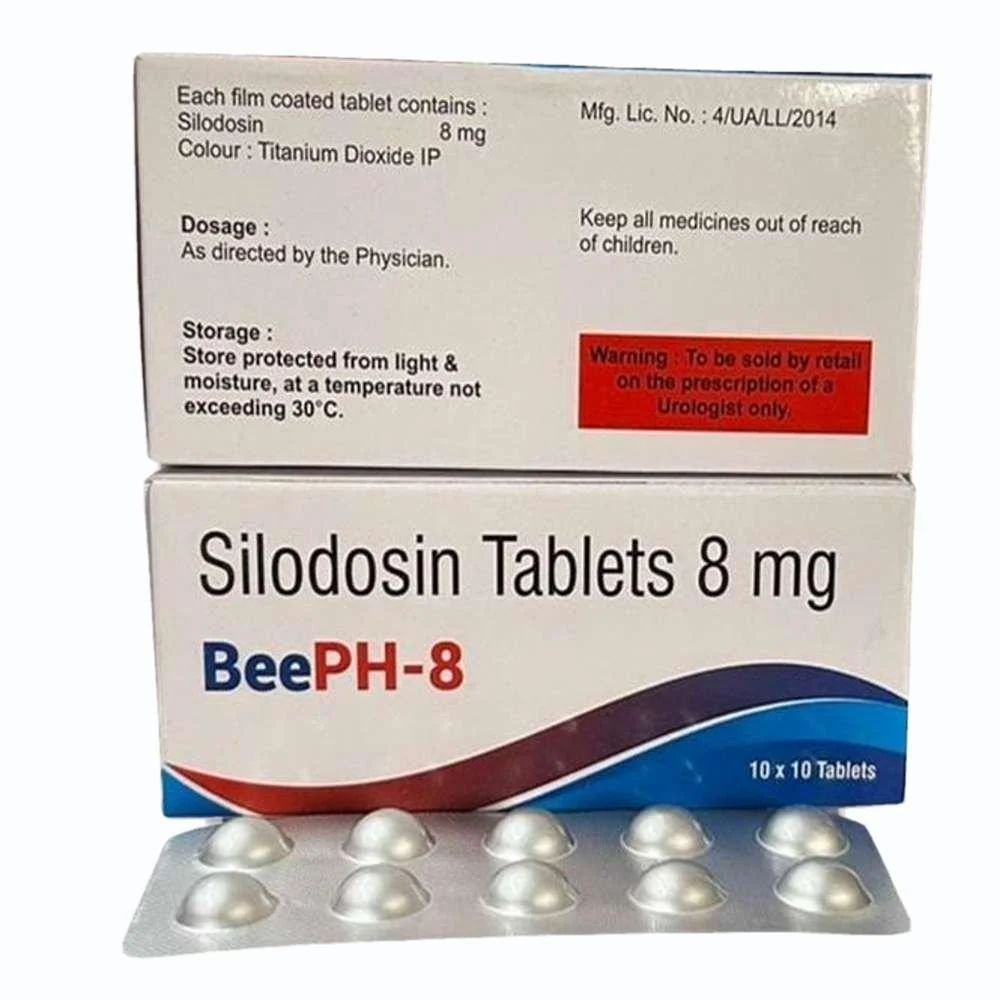 Each film coated tablet contains :
Silodosin 8 mg
Colour : Titanium Dioxide IP
Dosage :
As directed by the Physician.
Storage :
Store protected from light &
moisture, at a temperature not
exceeding 30°C.
Mfg. Lic. No. : 4/UA/LL/2014
Keep all medicines out of reach
of children.
Warning : To be sold by retail
on the prescription of a
Urologist only.
Silodosin Tablets 8 mg
BeePH-8
10 x 10 Tablets